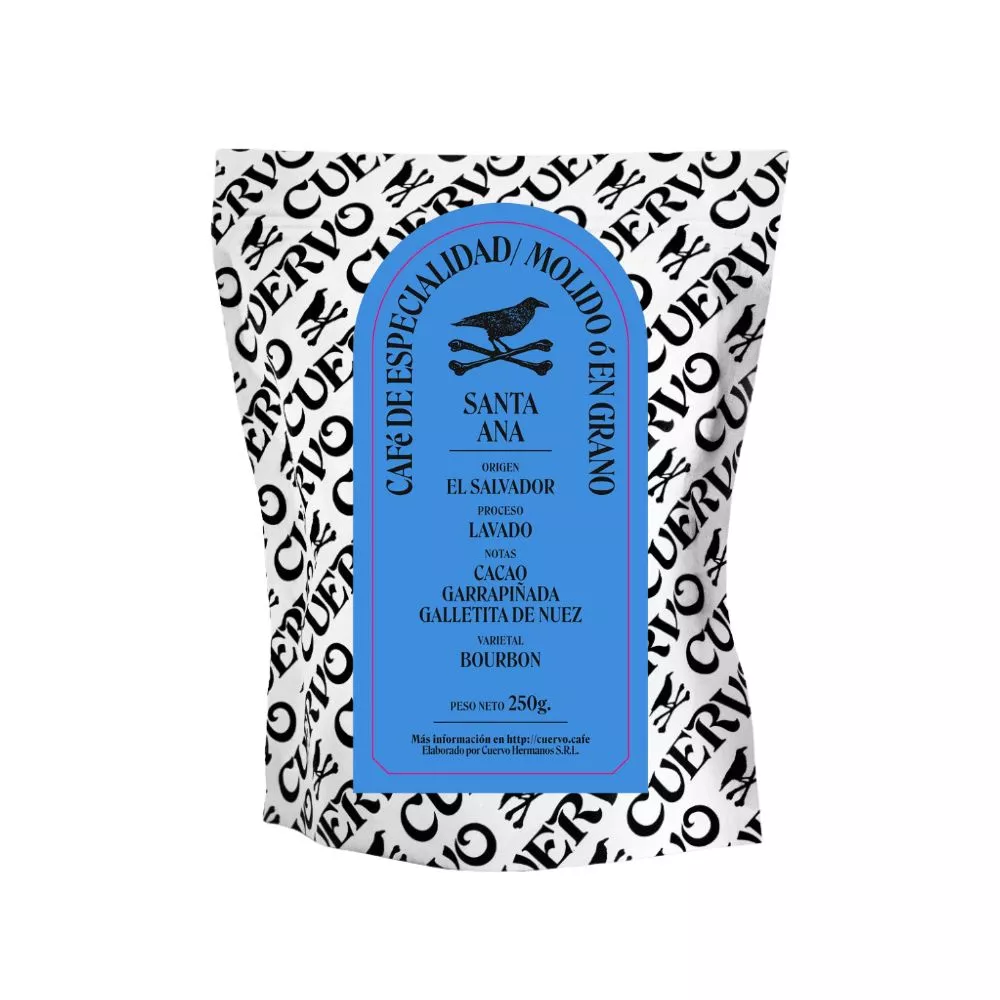 CAFé DE ESPECIALIDAD/ MOLIDO ó EN GRANO
SANTA
ANA
ORIGEN
EL SALVADOR
PROCESO
LAVADO
NOTAS
CACAO
GARRAPIÑADA
GALLETITA DE NUEZ
VARIETAL
BOURBON
PESO NETO 250g.
Más información en http://cuervo.cafe
Elaborado por Cuervo Hermanos S.R.L.
CUERVO
CUERVO
CUERVO
CUERVO
CUERVO
CUERVO